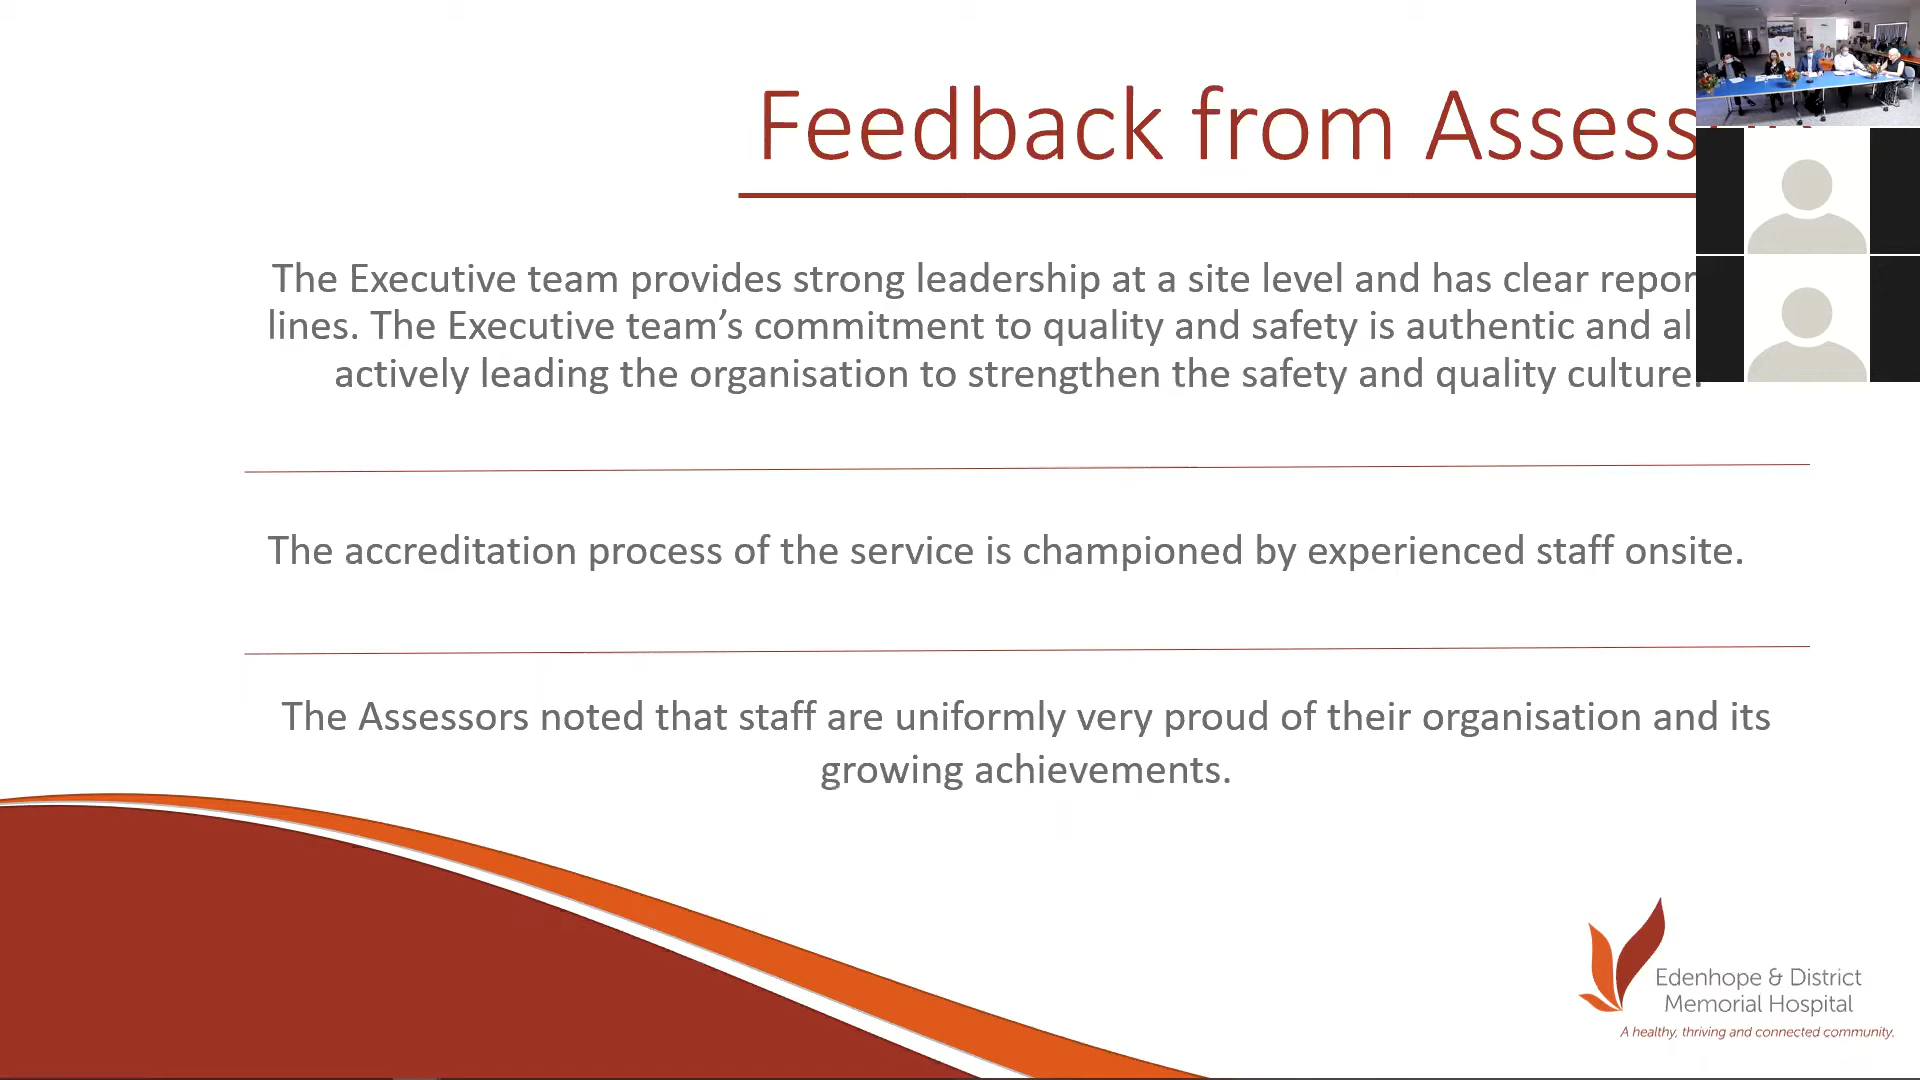 Feedback from
The Executive team provides strong leadership at a site level and has clear
lines. The Executive team’s commitment to quality and safety is authentic and
actively leading the organisation to strengthen the safety and quality culture.
The accreditation process of the service is championed by experienced staff onsite.
The Assessors noted that staff are uniformly very proud of their organisation and its
growing achievements.
Edenhope & District
Memorial Hospital
A healthy, thriving and connected community.